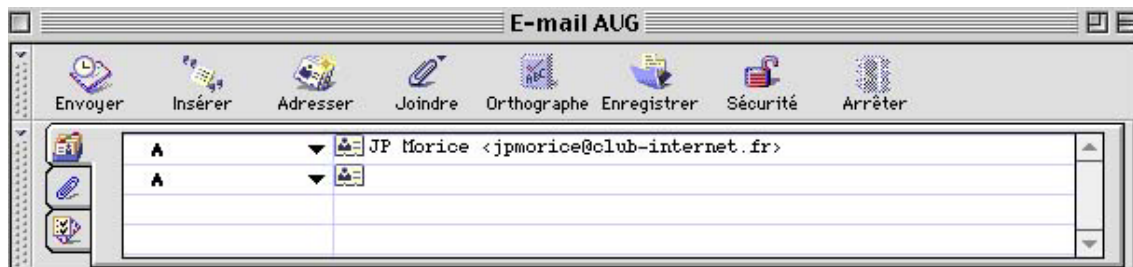 E-mail AUG
Envoyer Insérer Adresser Joindre Orthographe Enregistrer Sécurité Arrêter
A JP Morice <jpmorice@club-internet.fr>
A